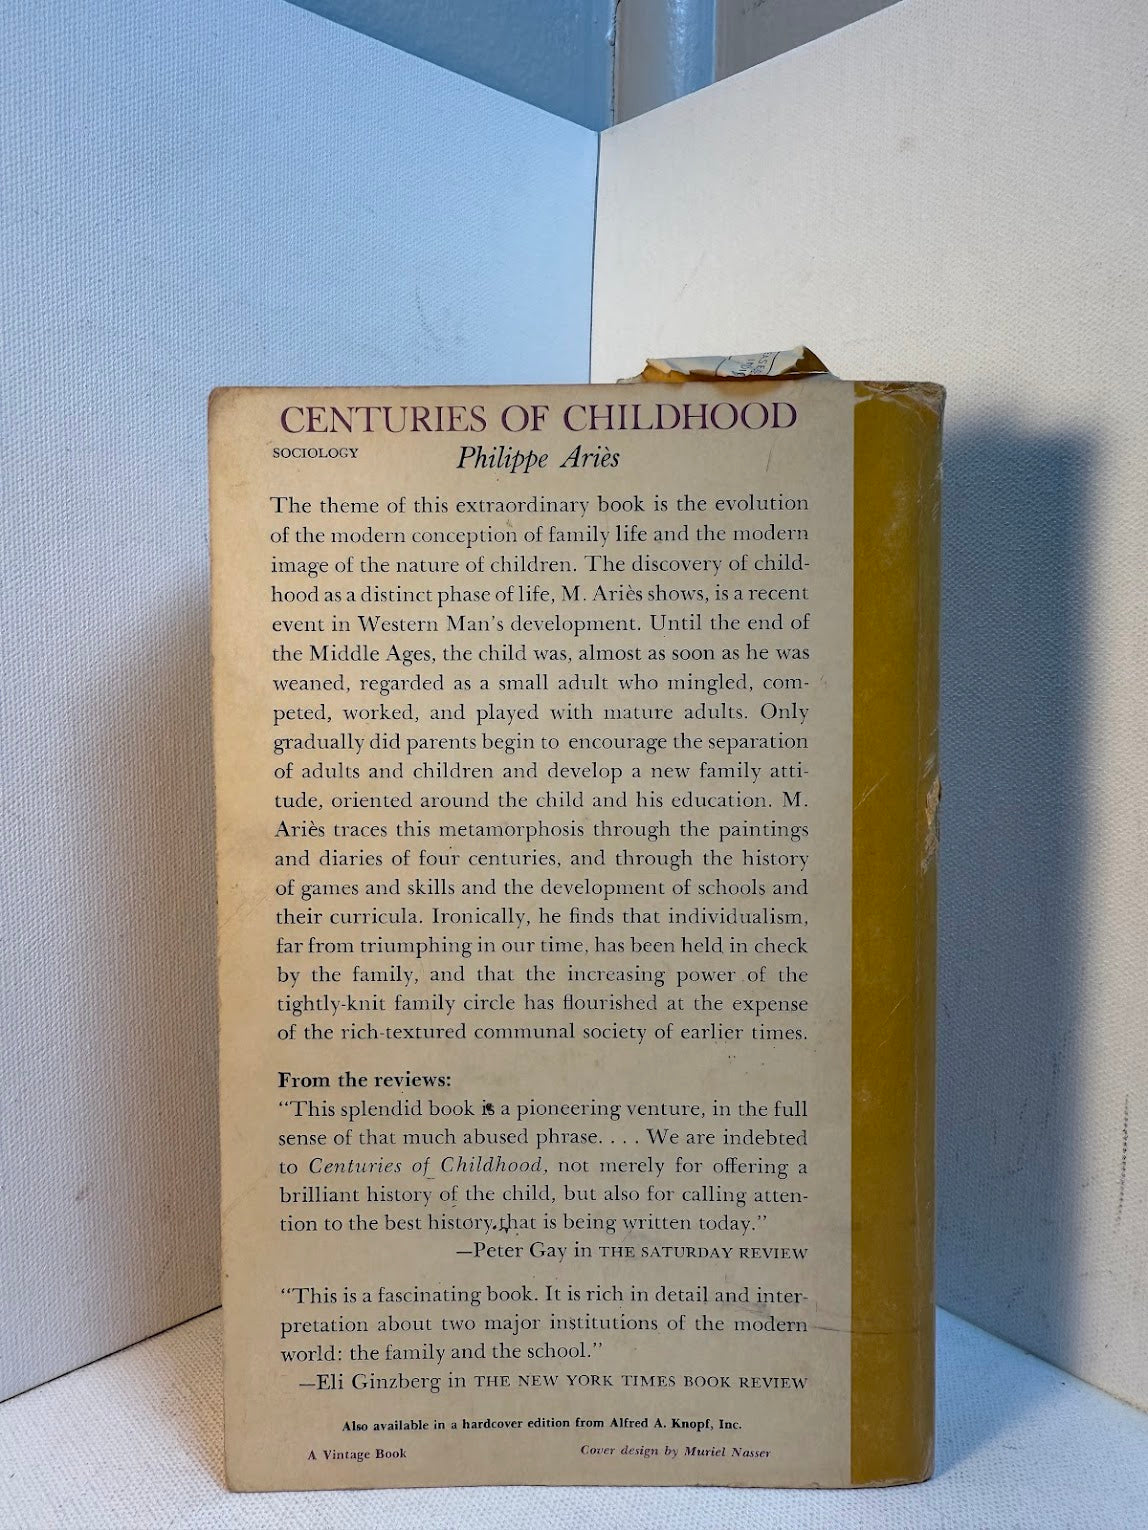 CENTURIES OF CHILDHOOD
SOCIOLOGY
Philippe Ariès
The theme of this extraordinary book is the evolution
of the modern conception of family life and the modern
image of the nature of children. The discovery of child-
hood as a distinct phase of life, M. Ariès shows, is a recent
event in Western Man's development. Until the end of
the Middle Ages, the child was, almost as soon as he was
weaned, regarded as a small adult who mingled, com-
peted, worked, and played with mature adults. Only
gradually did parents begin to encourage the separation
of adults and children and develop a new family atti-
tude, oriented around the child and his education. M.
Ariès traces this metamorphosis through the paintings
and diaries of four centuries, and through the history
of games and skills and the development of schools and
their curricula. Ironically, he finds that individualism,
far from triumphing in our time, has been held in check
by the family, and that the increasing power of the
tightly-knit family circle has flourished at the expense
of the rich-textured communal society of earlier times.
From the reviews:
"This splendid book is a pioneering venture, in the full
sense of that much abused phrase. . . . We are indebted
to Centuries of Childhood, not merely for offering a
brilliant history of the child, but also for calling atten-
tion to the best history that is being written today."
—Peter Gay in THE SATURDAY REVIEW
"This is a fascinating book. It is rich in detail and inter-
pretation about two major institutions of the modern
world: the family and the school."
—Eli Ginzberg in THE NEW YORK TIMES BOOK REVIEW
Also available in a hardcover edition from Alfred A. Knopf, Inc.
A Vintage Book
Cover design by Muriel Nasser